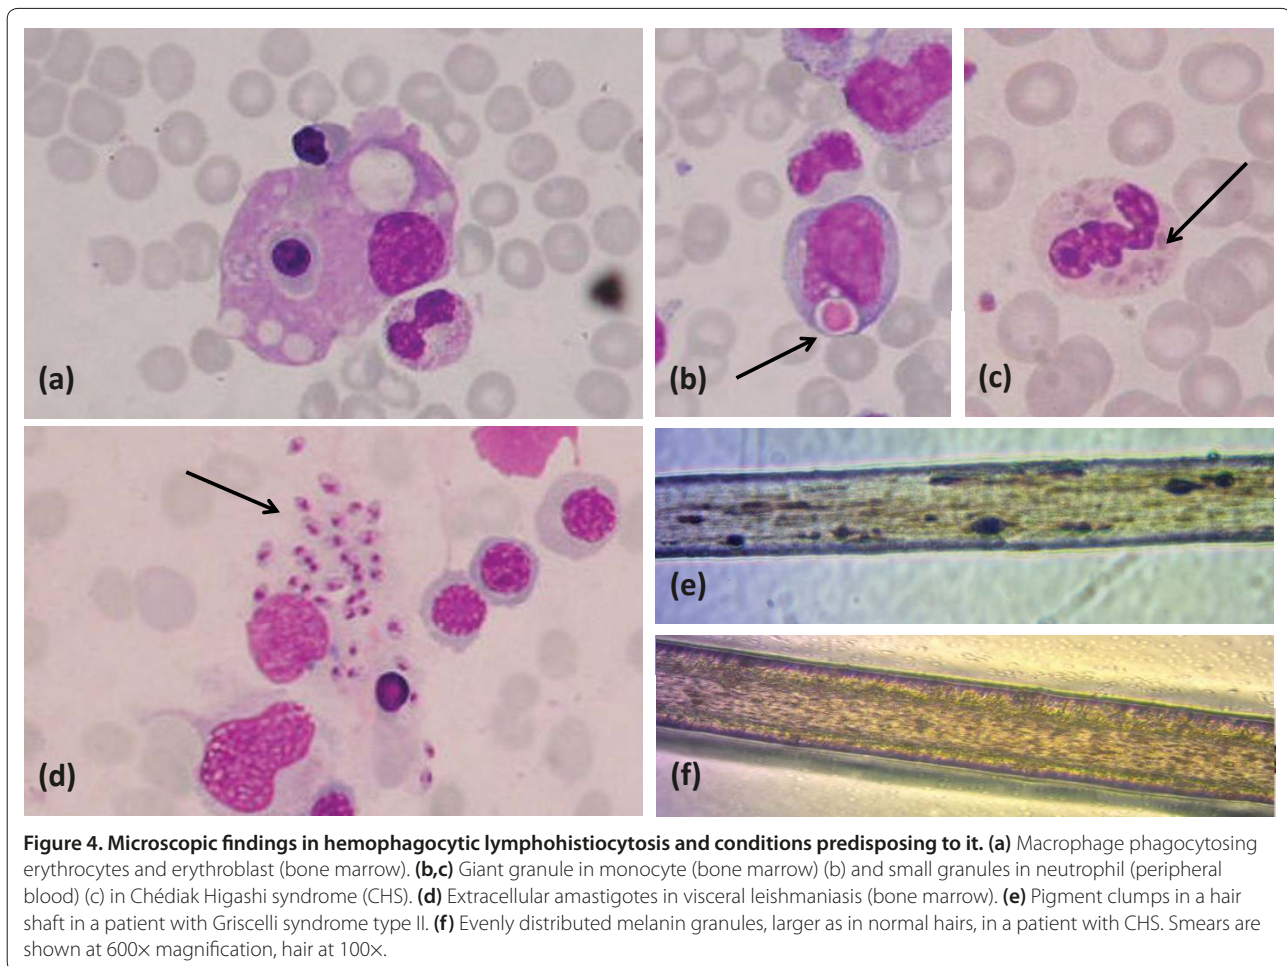 (a)
(b)
(c)
(d)
(e)
(f)
Figure 4. Microscopic findings in hemophagocytic lymphohistiocytosis and conditions predisposing to it. (a) Macrophage phagocytosing
erythrocytes and erythroblast (bone marrow). (b,c) Giant granule in monocyte (bone marrow) (b) and small granules in neutrophil (peripheral
blood) (c) in Chédiak Higashi syndrome (CHS). (d) Extracellular amastigotes in visceral leishmaniasis (bone marrow). (e) Pigment clumps in a hair
shaft in a patient with Griscelli syndrome type II. (f) Evenly distributed melanin granules, larger as in normal hairs, in a patient with CHS. Smears are
shown at 600× magnification, hair at 100×.